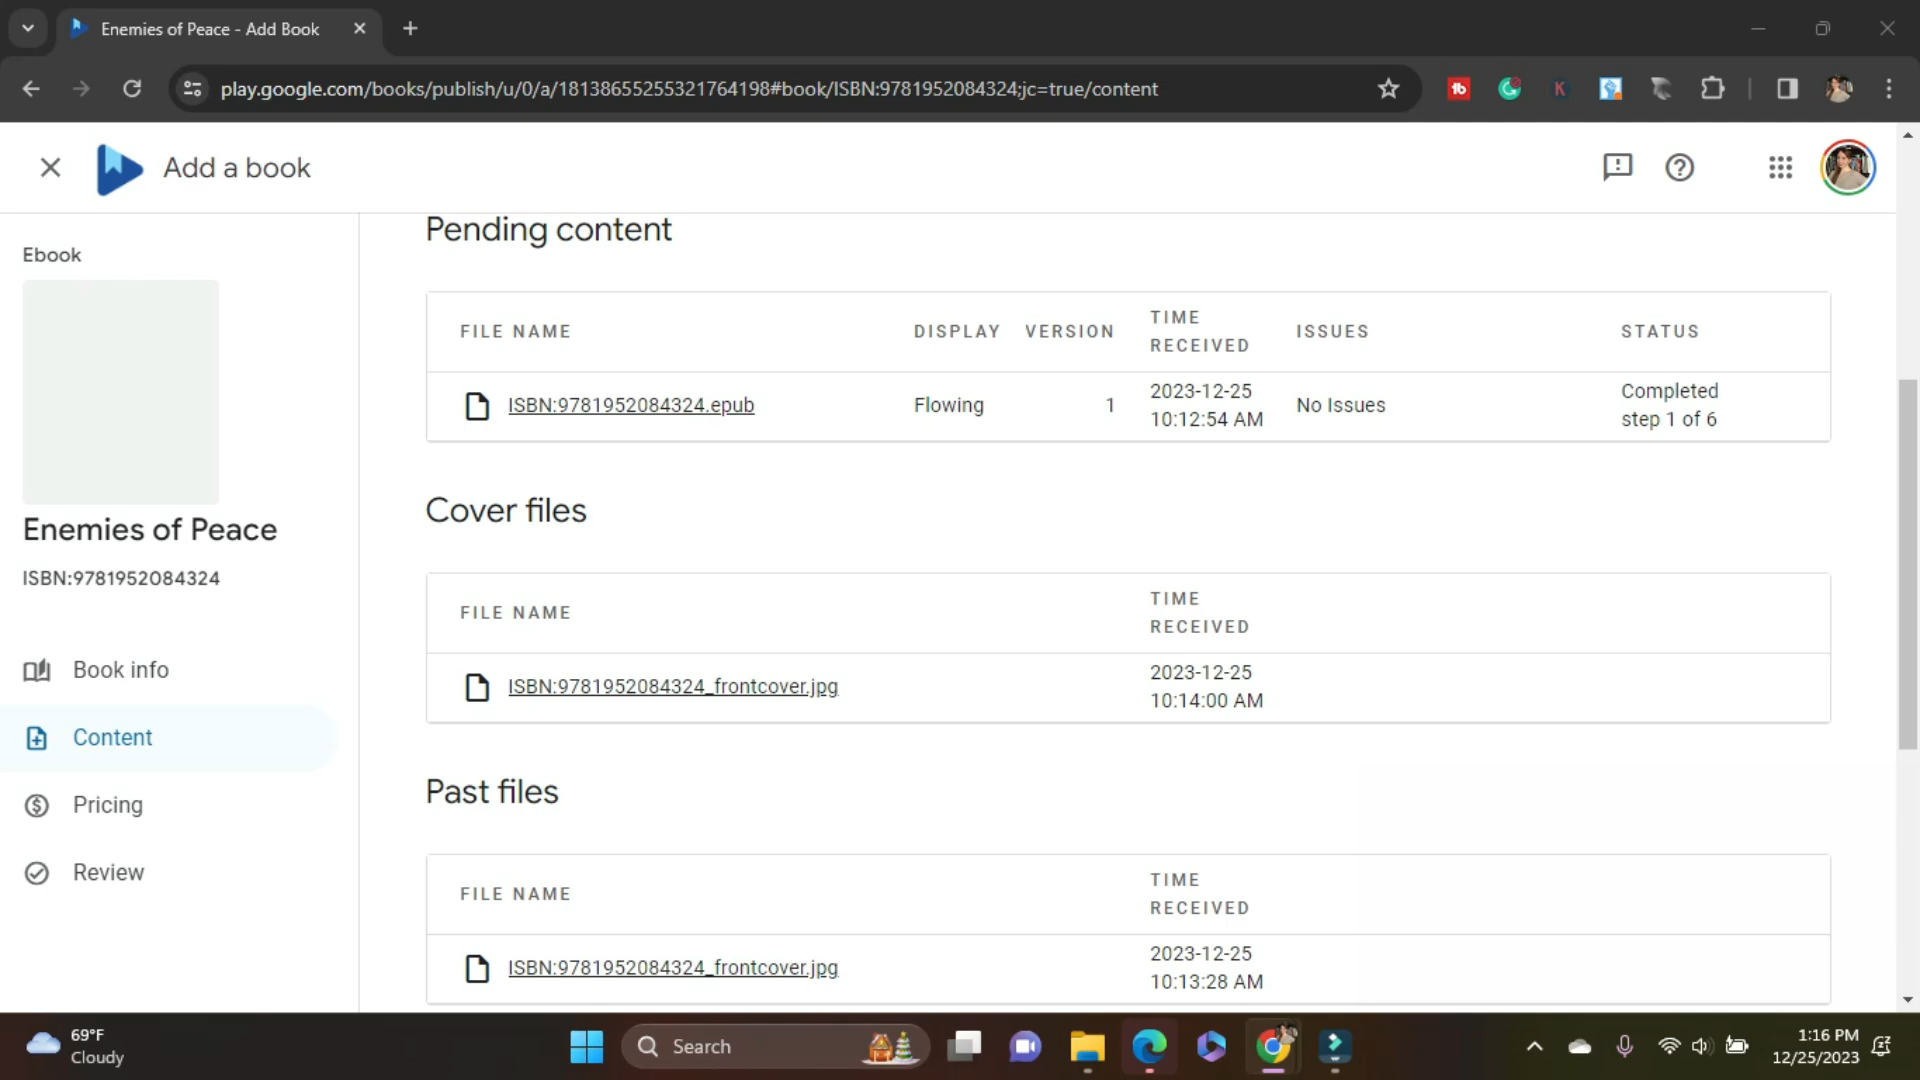 Enemies of Peace - Add Book
play.google.com/books/publish/u/0/a/18138655255321764198#book/ISBN:9781952084324;jc=true/content
Add a book
Ebook
Enemies of Peace
ISBN:9781952084324
Book info
Content
Pricing
Review
Pending content
FILE NAME DISPLAY VERSION TIME RECEIVED ISSUES STATUS
ISBN:9781952084324.epub Flowing 1 2023-12-25 10:12:54 AM No Issues Completed step 1 of 6
Cover files
FILE NAME TIME RECEIVED
ISBN:9781952084324_frontcover.jpg 2023-12-25 10:14:00 AM
Past files
FILE NAME TIME RECEIVED
ISBN:9781952084324_frontcover.jpg 2023-12-25 10:13:28 AM
69°F
Cloudy
Search
1:16 PM
12/25/2023